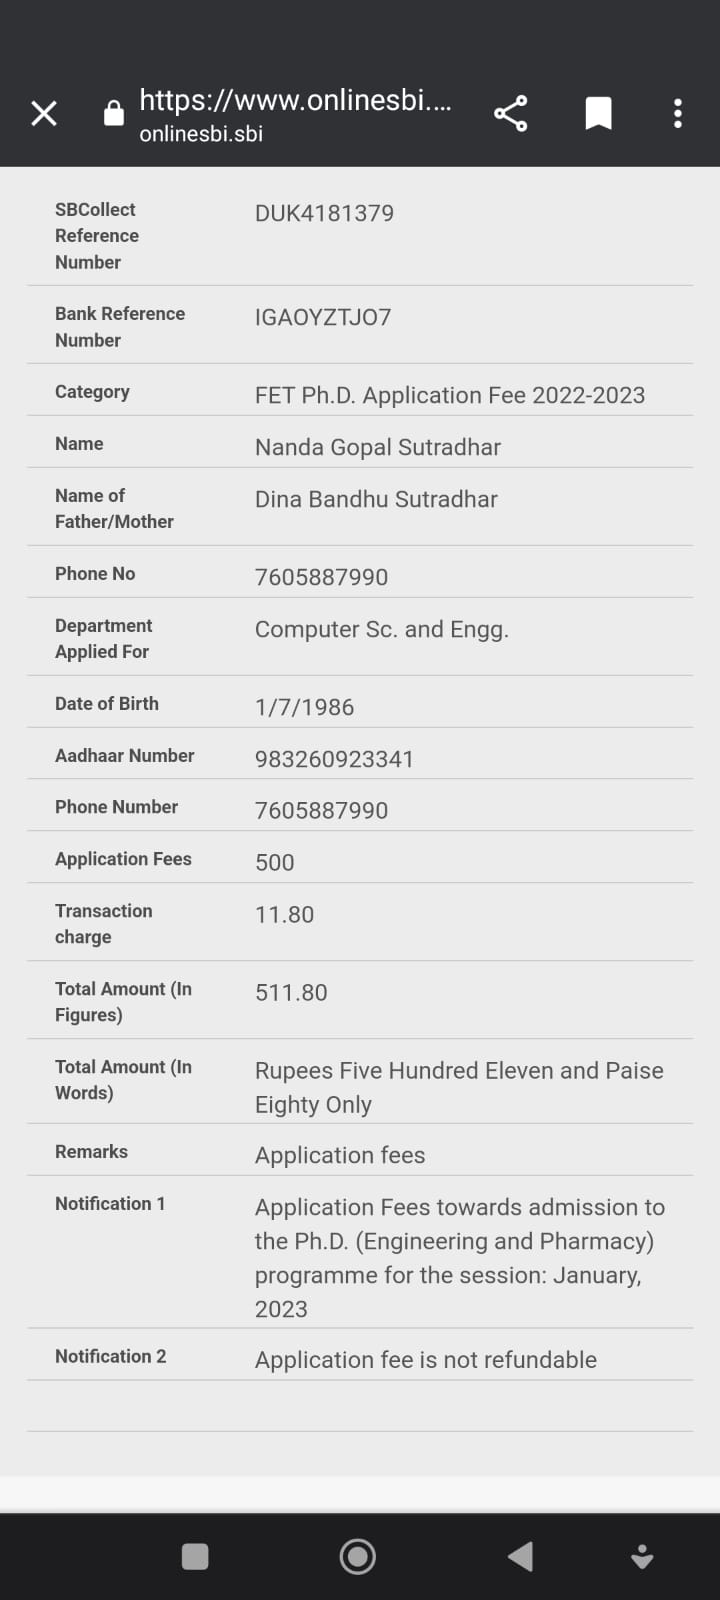 https://www.onlinesbi....
onlinesbi.sbi
SBCollect
Reference
Number
DUK4181379
Bank Reference
Number
IGAOYZTJO7
Category
FET Ph.D. Application Fee 2022-2023
Name
Nanda Gopal Sutradhar
Name of
Father/Mother
Dina Bandhu Sutradhar
Phone No
7605887990
Department
Applied For
Computer Sc. and Engg.
Date of Birth
1/7/1986
Aadhaar Number
983260923341
Phone Number
7605887990
Application Fees
500
Transaction
charge
11.80
Total Amount (In
Figures)
511.80
Total Amount (In
Words)
Rupees Five Hundred Eleven and Paise
Eighty Only
Remarks
Application fees
Notification 1
Application Fees towards admission to
the Ph.D. (Engineering and Pharmacy)
programme for the session: January,
2023
Notification 2
Application fee is not refundable